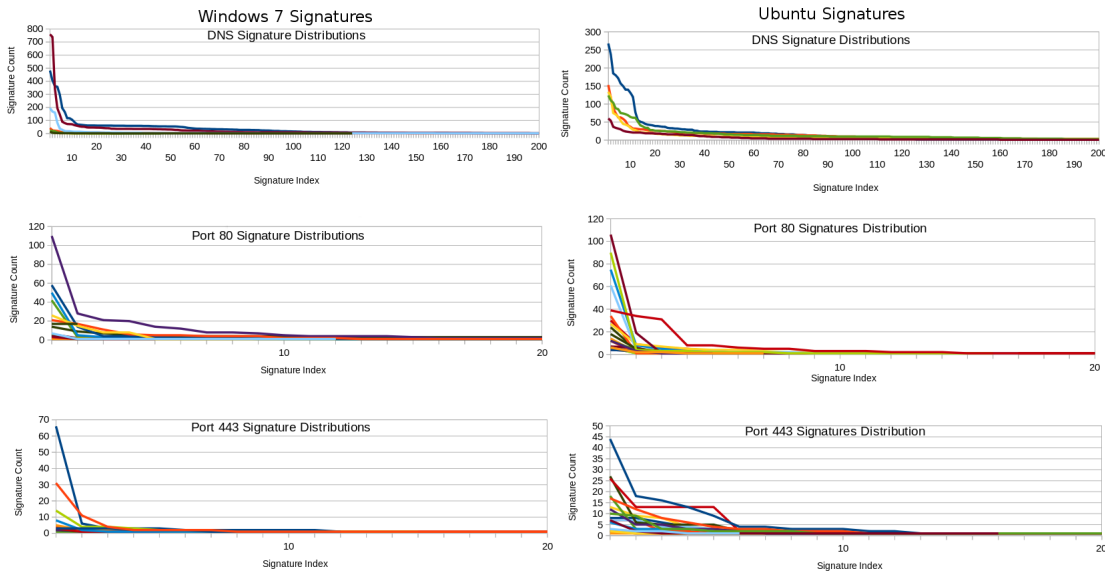 Windows 7 Signatures
DNS Signature Distributions
Signature Count
800
700
600
500
400
300
200
100
0
20 40 60 80 100 120 140 160 180 200
10 30 50 70 90 110 130 150 170 190
Signature Index
Port 80 Signature Distributions
Signature Count
120
100
80
60
40
20
0
10 20
Signature Index
Port 443 Signature Distributions
Signature Count
70
60
50
40
30
20
10
0
10 20
Signature Index
Ubuntu Signatures
DNS Signature Distributions
Signature Count
300
250
200
150
100
50
0
20 40 60 80 100 120 140 160 180 200
10 30 50 70 90 110 130 150 170 190
Signature Index
Port 80 Signatures Distribution
Signature Count
120
100
80
60
40
20
0
10 20
Signature Index
Port 443 Signatures Distribution
Signature Count
50
45
40
35
30
25
20
15
10
5
0
10 20
Signature Index